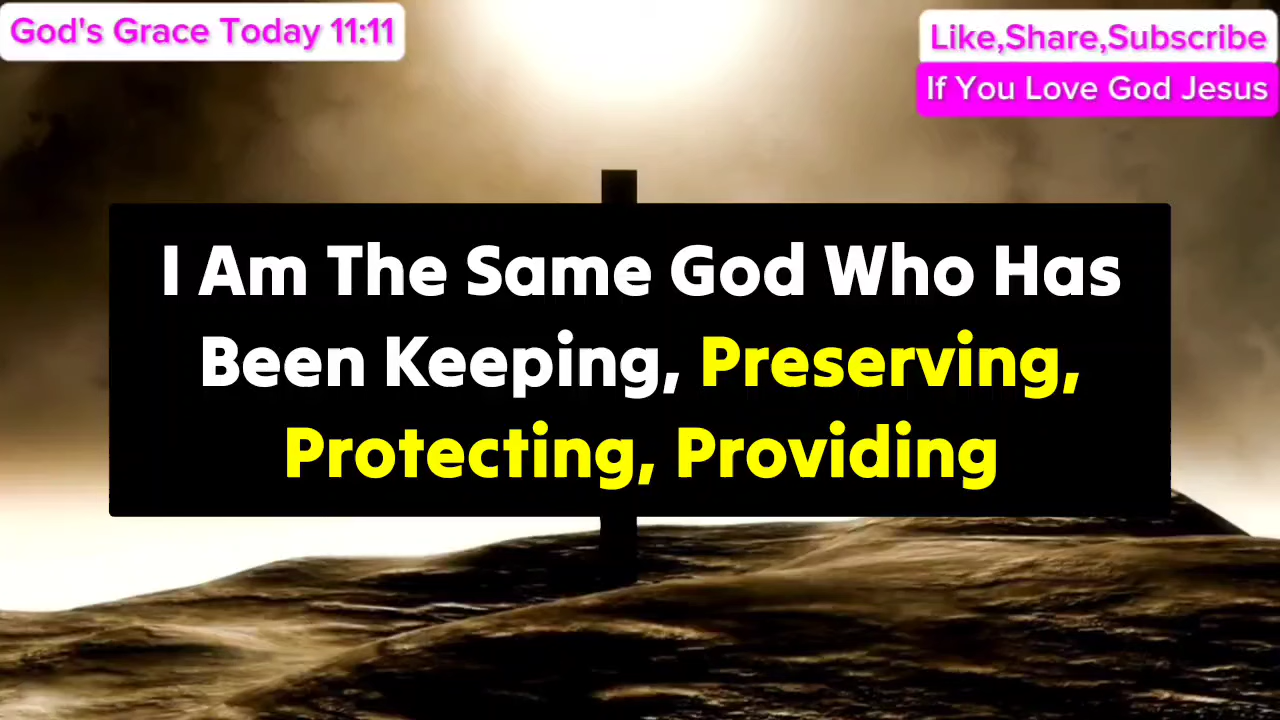 God's Grace Today 11:11
Like,Share,Subscribe
If You Love God Jesus
I Am The Same God Who Has
Been Keeping, Preserving,
Protecting, Providing